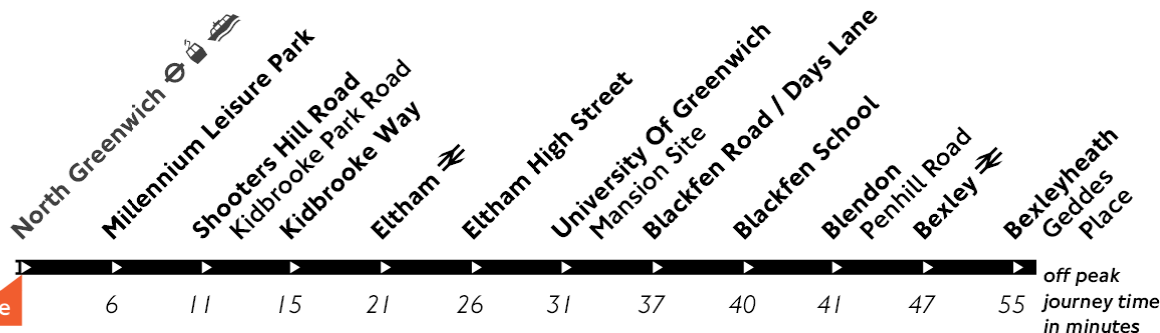 North Greenwich
Millennium Leisure Park
Shooters Hill Road
Kidbrooke Park Road
Kidbrooke Way
Eltham
Eltham High Street
University Of Greenwich
Mansion Site
Blackfen Road / Days Lane
Blackfen School
Blendon
Penhill Road
Bexley
Bexleyheath
Geddes
Place
e
6 11 15 21 26 31 37 40 41 47 55
off peak
journey time
in minutes